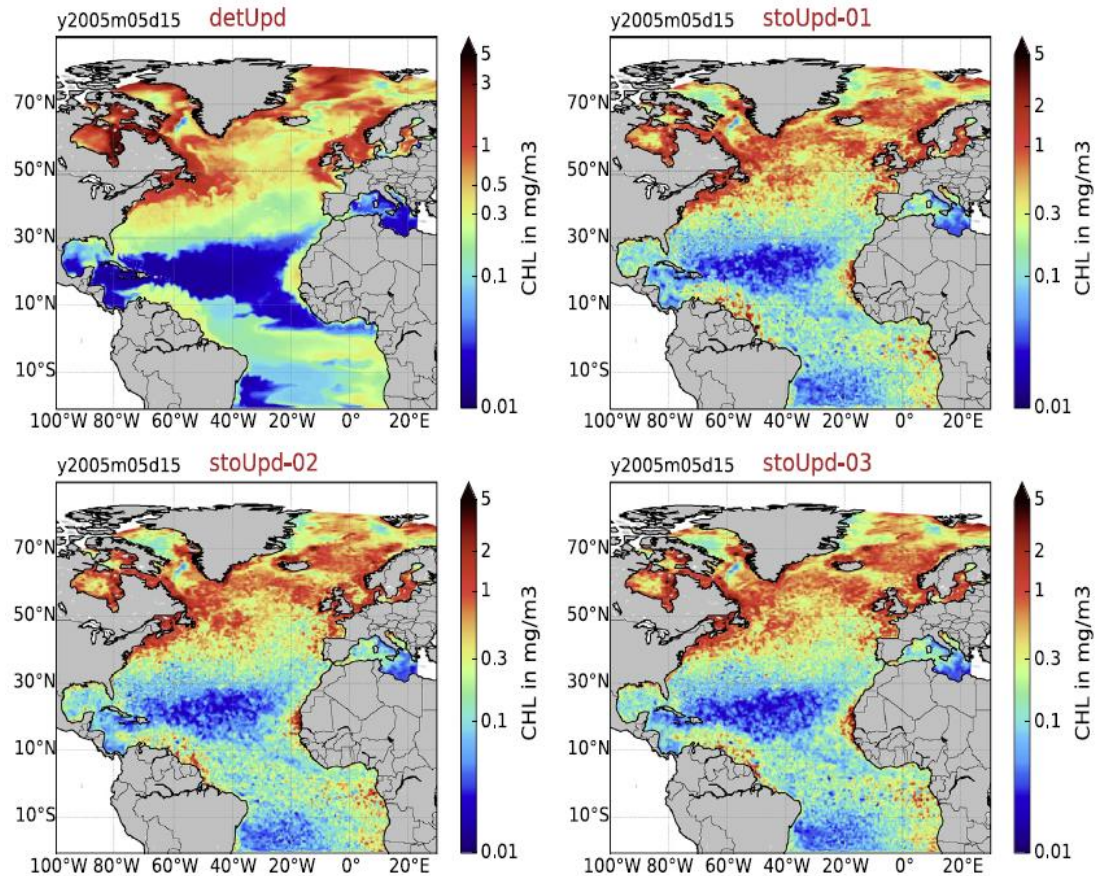 y2005m05d15 detUpd
5
3
1
0.5
0.3
0.1
0.01
CHL in mg/m3
70°N
50°N
30°N
10°N
10°S
100°W 80°W 60°W 40°W 20°W 0° 20°E
y2005m05d15 stoUpd-01
5
2
1
0.3
0.1
0.01
CHL in mg/m3
70°N
50°N
30°N
10°N
10°S
100°W 80°W 60°W 40°W 20°W 0° 20°E
y2005m05d15 stoUpd-02
5
2
1
0.3
0.1
0.01
CHL in mg/m3
70°N
50°N
30°N
10°N
10°S
100°W 80°W 60°W 40°W 20°W 0° 20°E
y2005m05d15 stoUpd-03
5
2
1
0.3
0.1
0.01
CHL in mg/m3
70°N
50°N
30°N
10°N
10°S
100°W 80°W 60°W 40°W 20°W 0° 20°E